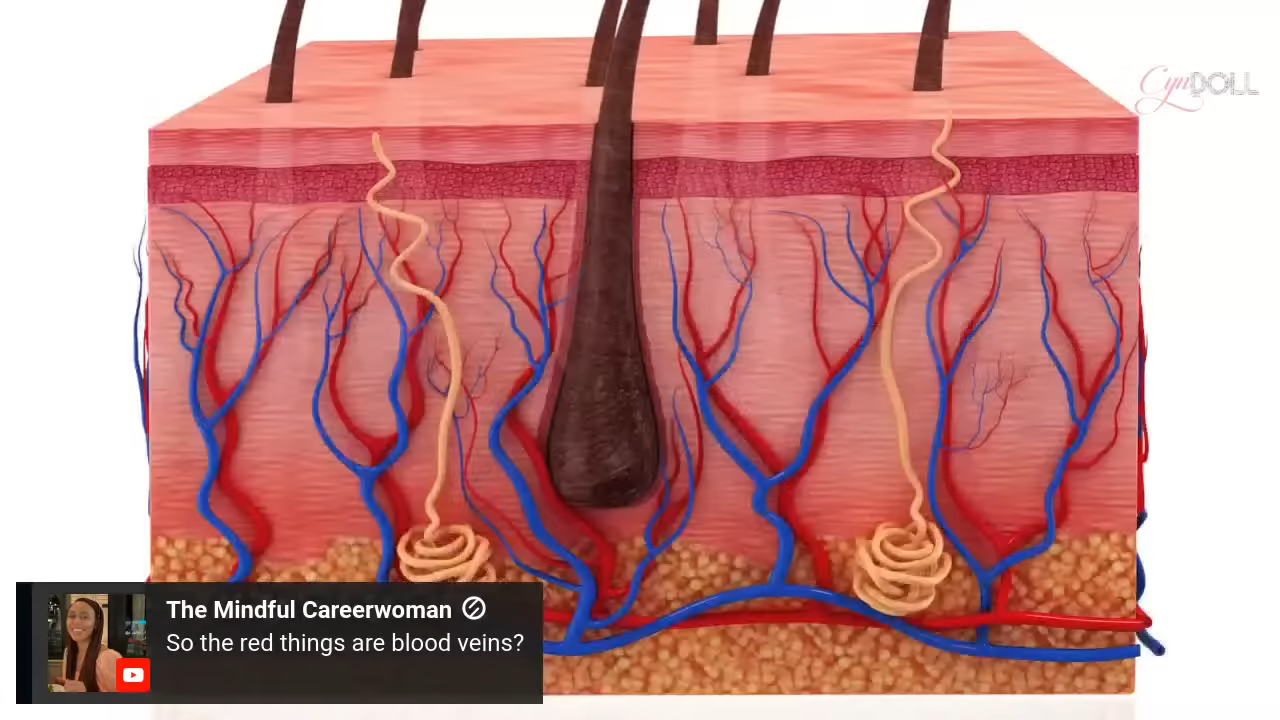 CynDOLL
The Mindful Careerwoman
So the red things are blood veins?